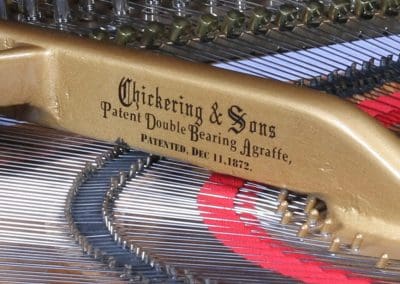 Chickering & Sons
Patent Double Bearing Agraffe,
PATENTED, DEC 11, 1872.